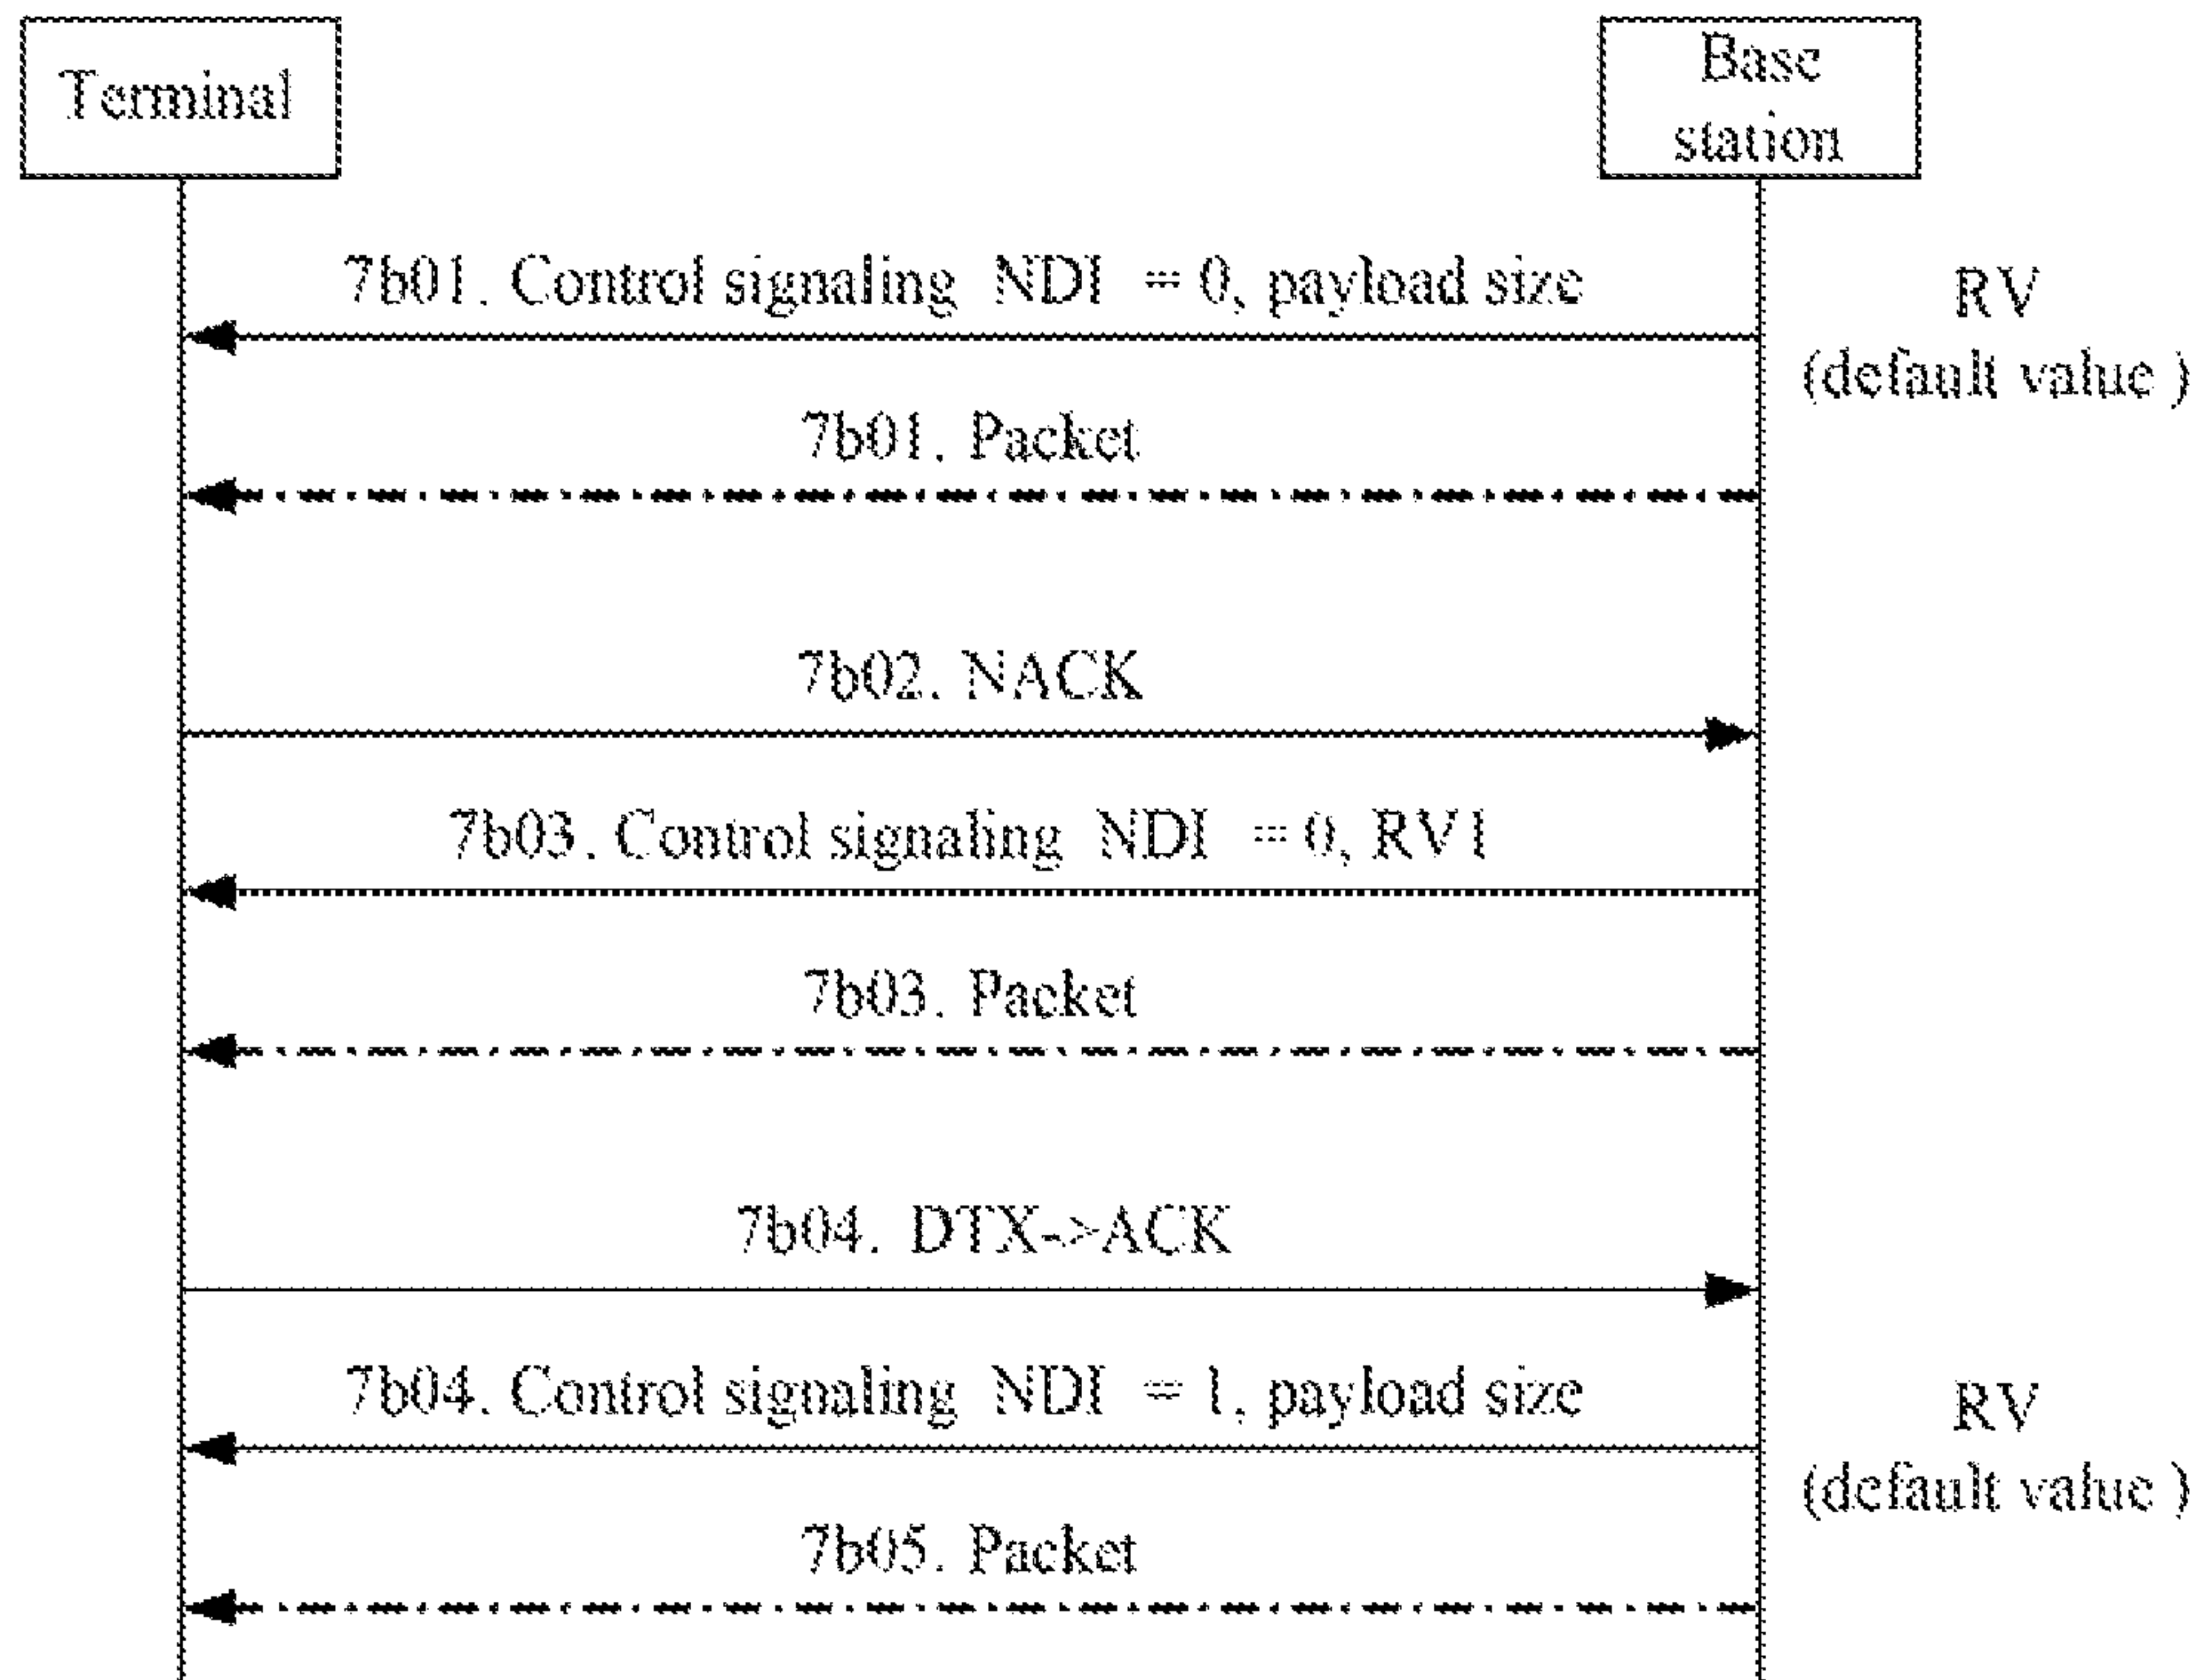 Terminal
Base
station
7b01. Control signaling NDI = 0, payload size
RV
(default value )
7b01. Packet
7b02. NACK
7b03. Control signaling NDI = 0, RV1
7b03. Packet
7b04. DTX->ACK
7b04. Control signaling NDI = 1, payload size
RV
(default value )
7b05. Packet